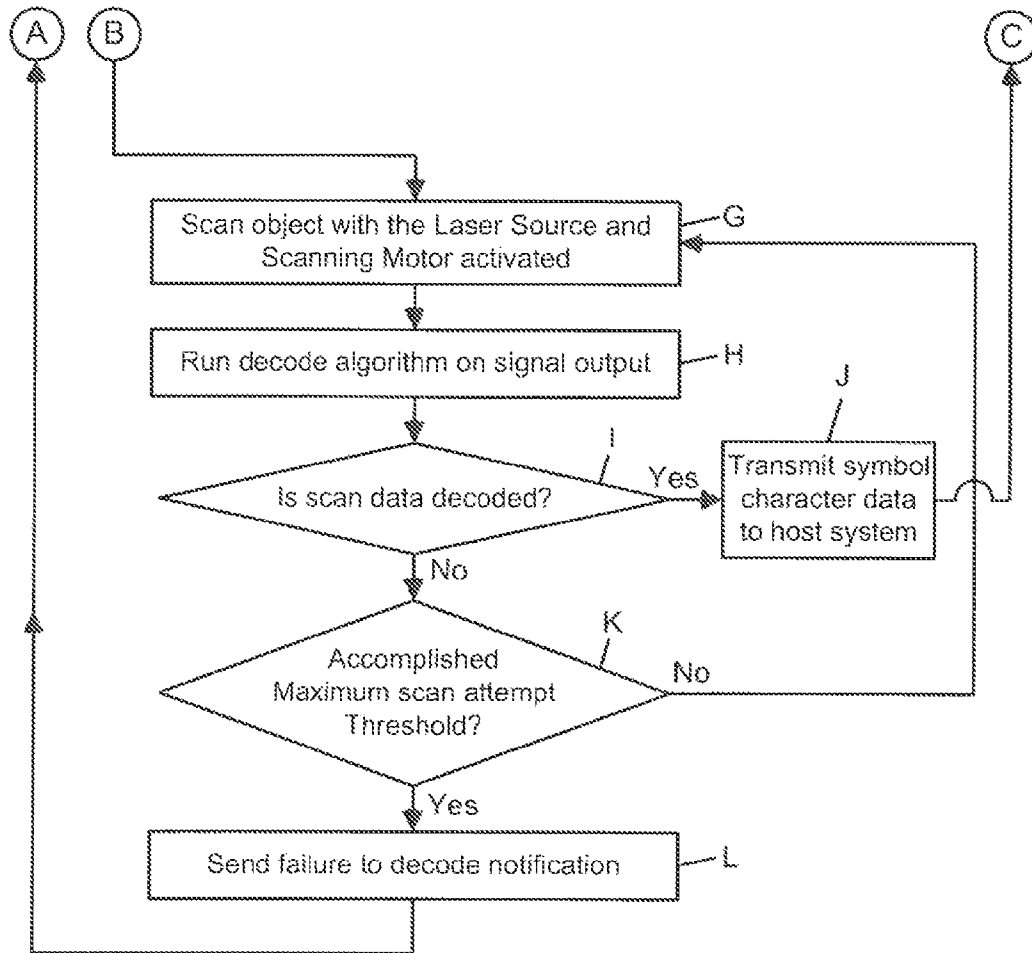 A B C
Scan object with the Laser Source and
Scanning Motor activated
G
Run decode algorithm on signal output
H
Is scan data decoded?
I
Yes
J
Transmit symbol
character data
to host system
No
Accomplished
Maximum scan attempt
Threshold?
K
No
Yes
Send failure to decode notification
L